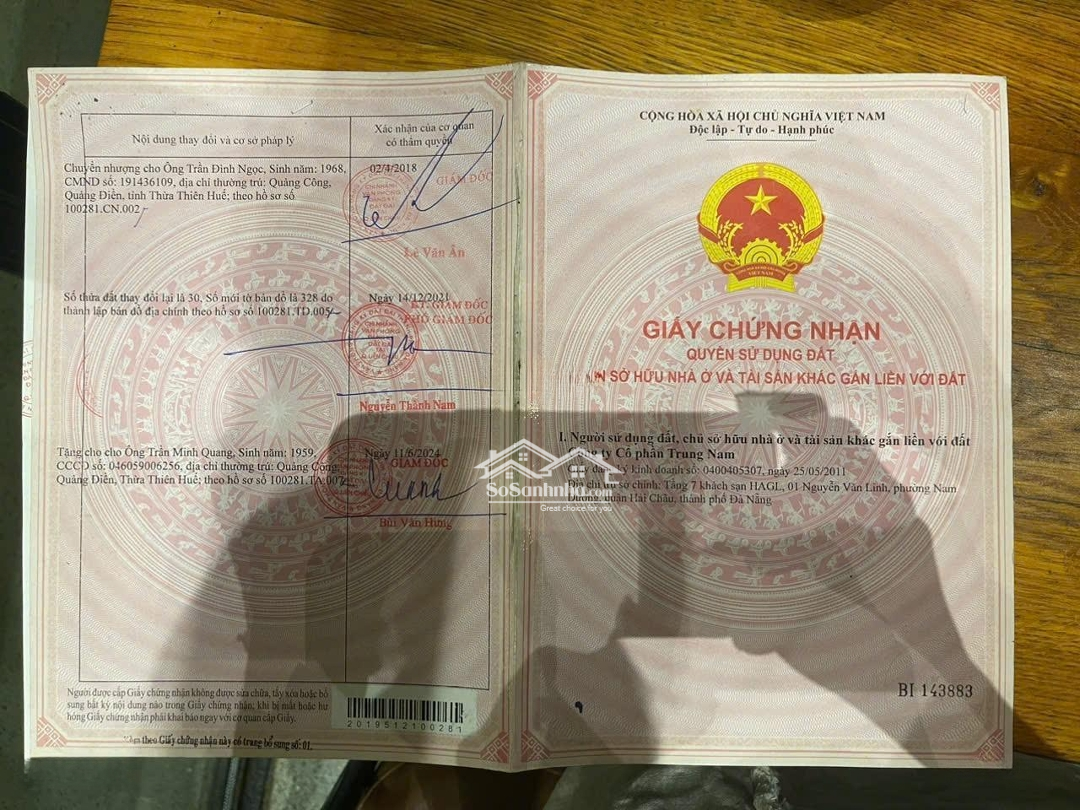 Nội dung thay đổi và cơ sở pháp lý
Xác nhận của cơ quan
có thẩm quyền
Chuyển nhượng cho Ông Trần Đình Ngọc, Sinh năm: 1968,
CMND số: 191436109, địa chỉ thường trú: Quảng Công,
Quảng Điền, tỉnh Thừa Thiên Huế; theo hồ sơ số
100281.CN.002
02/4/2018
GIÁM ĐỐC
Lê Văn Ân
Số thửa đất thay đổi lại là 30, Số mới tờ bản đồ là 328 do
thành lập bản đồ địa chính theo hồ sơ số 100281.TD.005
Ngày 14/12/2021
KT.GIÁM ĐỐC
PHÓ GIÁM ĐỐC
Nguyễn Thành Nam
Tặng cho cho Ông Trần Minh Quang, Sinh năm: 1959,
CCCD số: 046059006256, địa chỉ thường trú: Quảng Công,
Quảng Điền, Thừa Thiên Huế; theo hồ sơ số 100281.TA.007
Ngày 11/6/2024
GIÁM ĐỐC
Bùi Văn Hưng
Người được cấp Giấy chứng nhận không được sửa chữa, tẩy xóa hoặc bổ
sung bất kỳ nội dung nào trong Giấy chứng nhận; khi bị mất hoặc hư
hỏng Giấy chứng nhận phải khai báo ngay với cơ quan cấp Giấy.
2019512100281
theo Giấy chứng nhận này có trang bổ sung số: 01.
CỘNG HÒA XÃ HỘI CHỦ NGHĨA VIỆT NAM
Độc lập - Tự do - Hạnh phúc
VIỆT NAM
GIẤY CHỨNG NHẬN
QUYỀN SỬ DỤNG ĐẤT
SỞ HỮU NHÀ Ở VÀ TÀI SẢN KHÁC GẮN LIỀN VỚI ĐẤT
I. Người sử dụng đất, chủ sở hữu nhà ở và tài sản khác gắn liền với đất
Công ty Cổ phần Trung Nam
Giấy đăng ký kinh doanh số: 0400405307, ngày 25/05/2011
Địa chỉ trụ sở chính: Tầng 7 khách sạn HAGL, 01 Nguyễn Văn Linh, phường Nam
Dương, quận Hải Châu, thành phố Đà Nẵng
SoSanhNha.com
Great choice for you
BI 143883